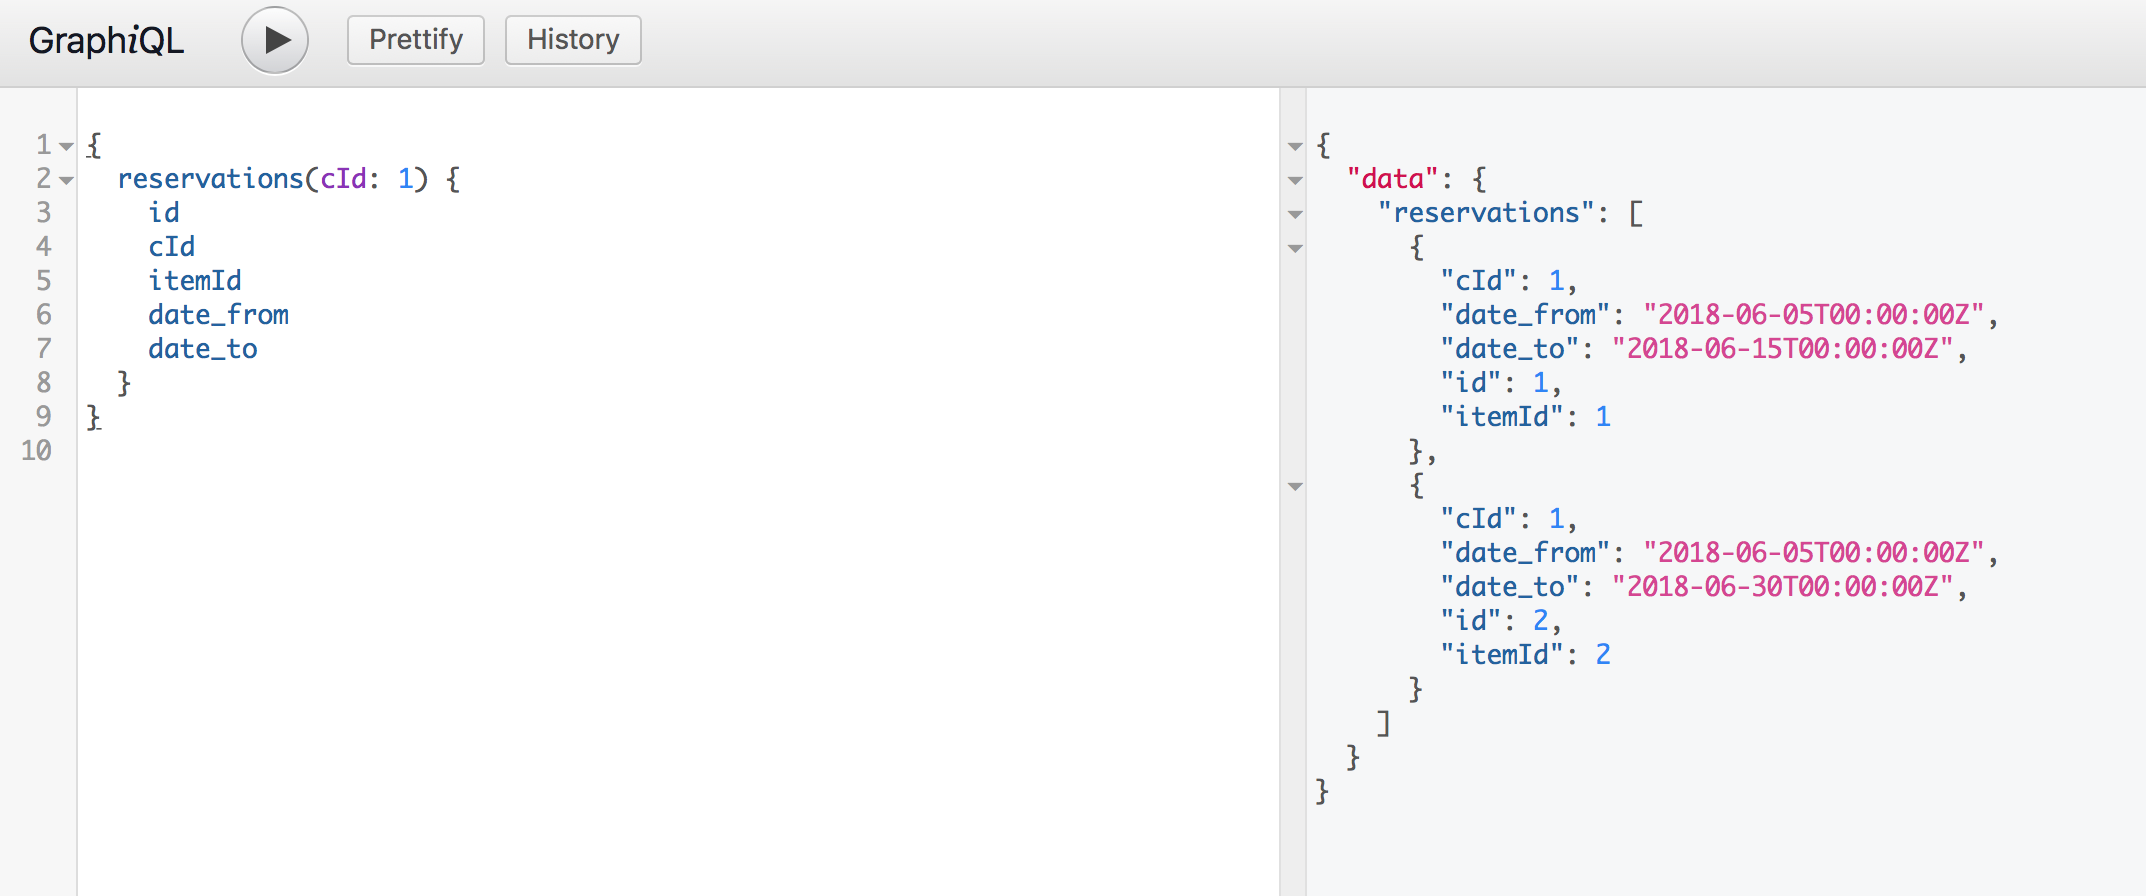 GraphiQL
Prettify
History
1 {
2   reservations(cId: 1) {
3     id
4     cId
5     itemId
6     date_from
7     date_to
8   }
9 }
10
{
  "data": {
    "reservations": [
      {
        "cId": 1,
        "date_from": "2018-06-05T00:00:00Z",
        "date_to": "2018-06-15T00:00:00Z",
        "id": 1,
        "itemId": 1
      },
      {
        "cId": 1,
        "date_from": "2018-06-05T00:00:00Z",
        "date_to": "2018-06-30T00:00:00Z",
        "id": 2,
        "itemId": 2
      }
    ]
  }
}